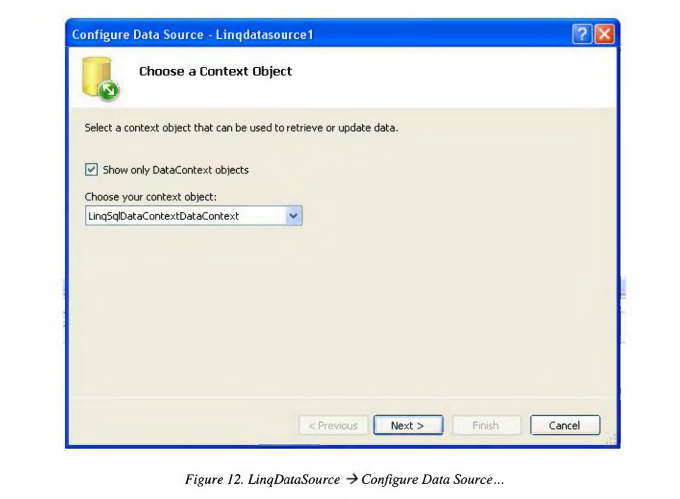 Configure Data Source - Linqdatasource1
Choose a Context Object
Select a context object that can be used to retrieve or update data.
Show only DataContext objects
Choose your context object:
LinqSqlDataContextDataContext
< Previous Next > Finish Cancel
Figure 12. LinqDataSource → Configure Data Source...